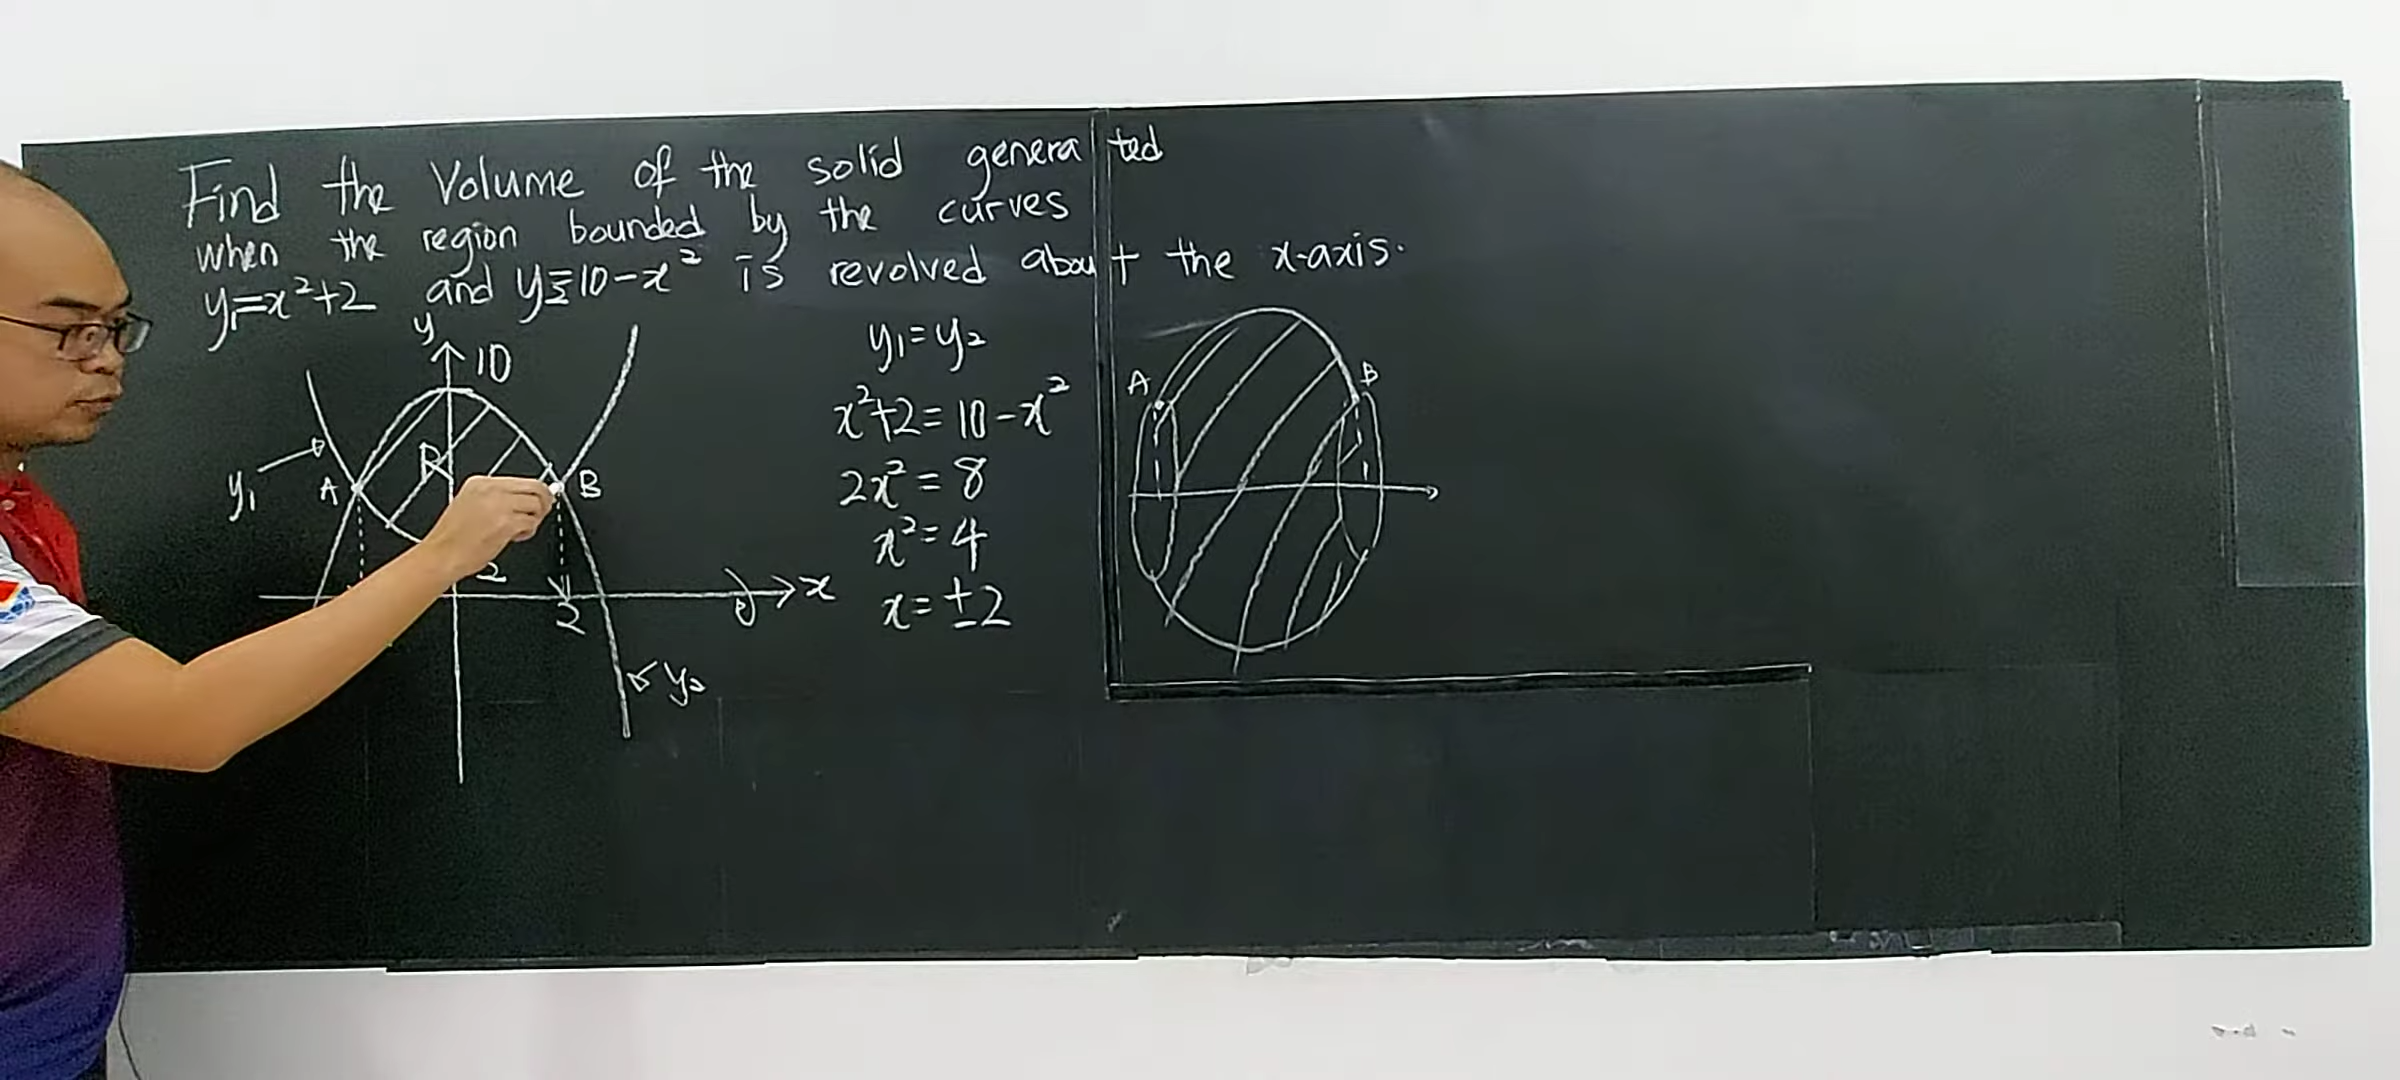 Find the Volume of the solid generated
when the region bounded by the curves
y₁=x²+2 and y₂=10-x² is revolved about the x-axis.
y
10
y₁
A
R
B
2
2
x
y₂
y₁=y₂
x²+2=10-x²
2x²=8
x²=4
x=±2
A
B